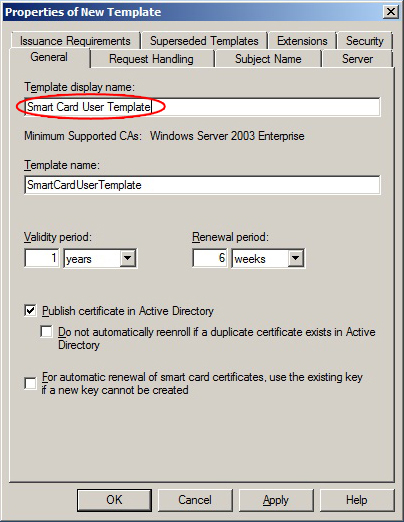 Properties of New Template
Issuance Requirements Superseded Templates Extensions Security
General Request Handling Subject Name Server
Template display name:
Smart Card User Template
Minimum Supported CAs: Windows Server 2003 Enterprise
Template name:
SmartCardUserTemplate
Validity period: Renewal period:
1 years 6 weeks
Publish certificate in Active Directory
Do not automatically reenroll if a duplicate certificate exists in Active
Directory
For automatic renewal of smart card certificates, use the existing key
if a new key cannot be created
OK Cancel Apply Help